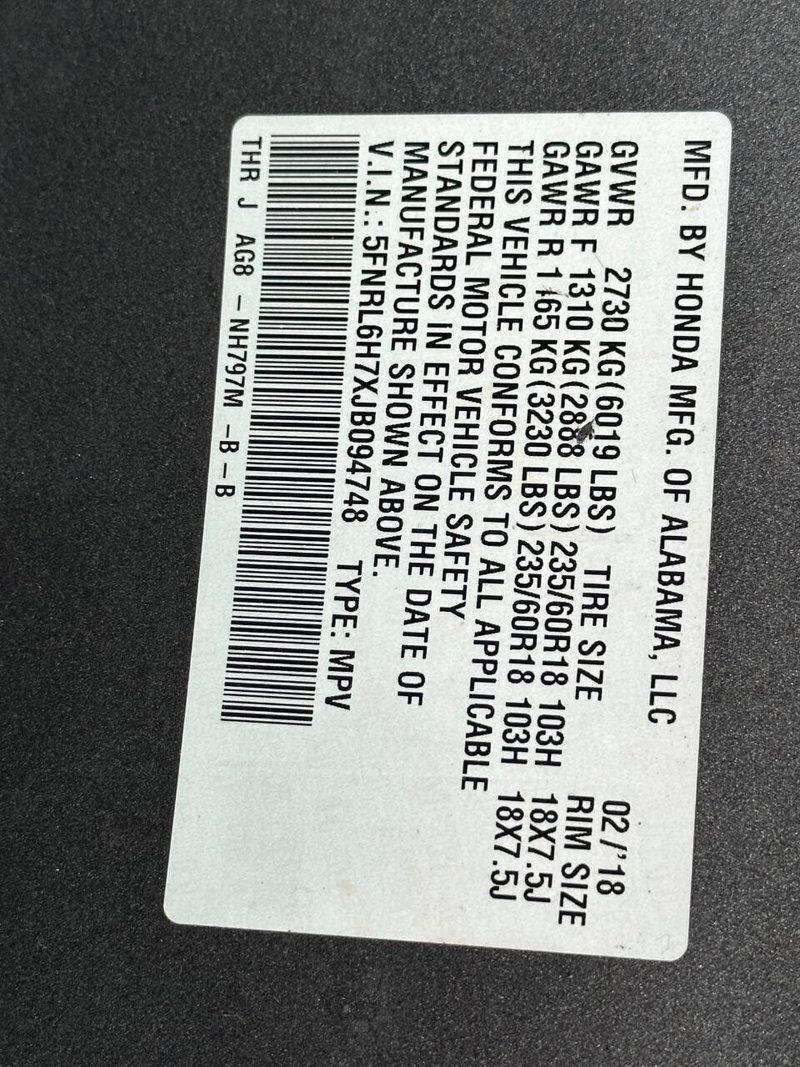 MFD. BY HONDA MFG. OF ALABAMA, LLC
02/'18
GVWR 2730 KG(6019 LBS) TIRE SIZE RIM SIZE
GAWR F 1310 KG(2888 LBS) 235/60R18 103H 18X7.5J
GAWR R 1465 KG(3230 LBS) 235/60R18 103H 18X7.5J
THIS VEHICLE CONFORMS TO ALL APPLICABLE
FEDERAL MOTOR VEHICLE SAFETY
STANDARDS IN EFFECT ON THE DATE OF
MANUFACTURE SHOWN ABOVE.
V.I.N.: 5FNRL6H7XJB094748 TYPE: MPV
THR J AG8 -NH797M -B-B